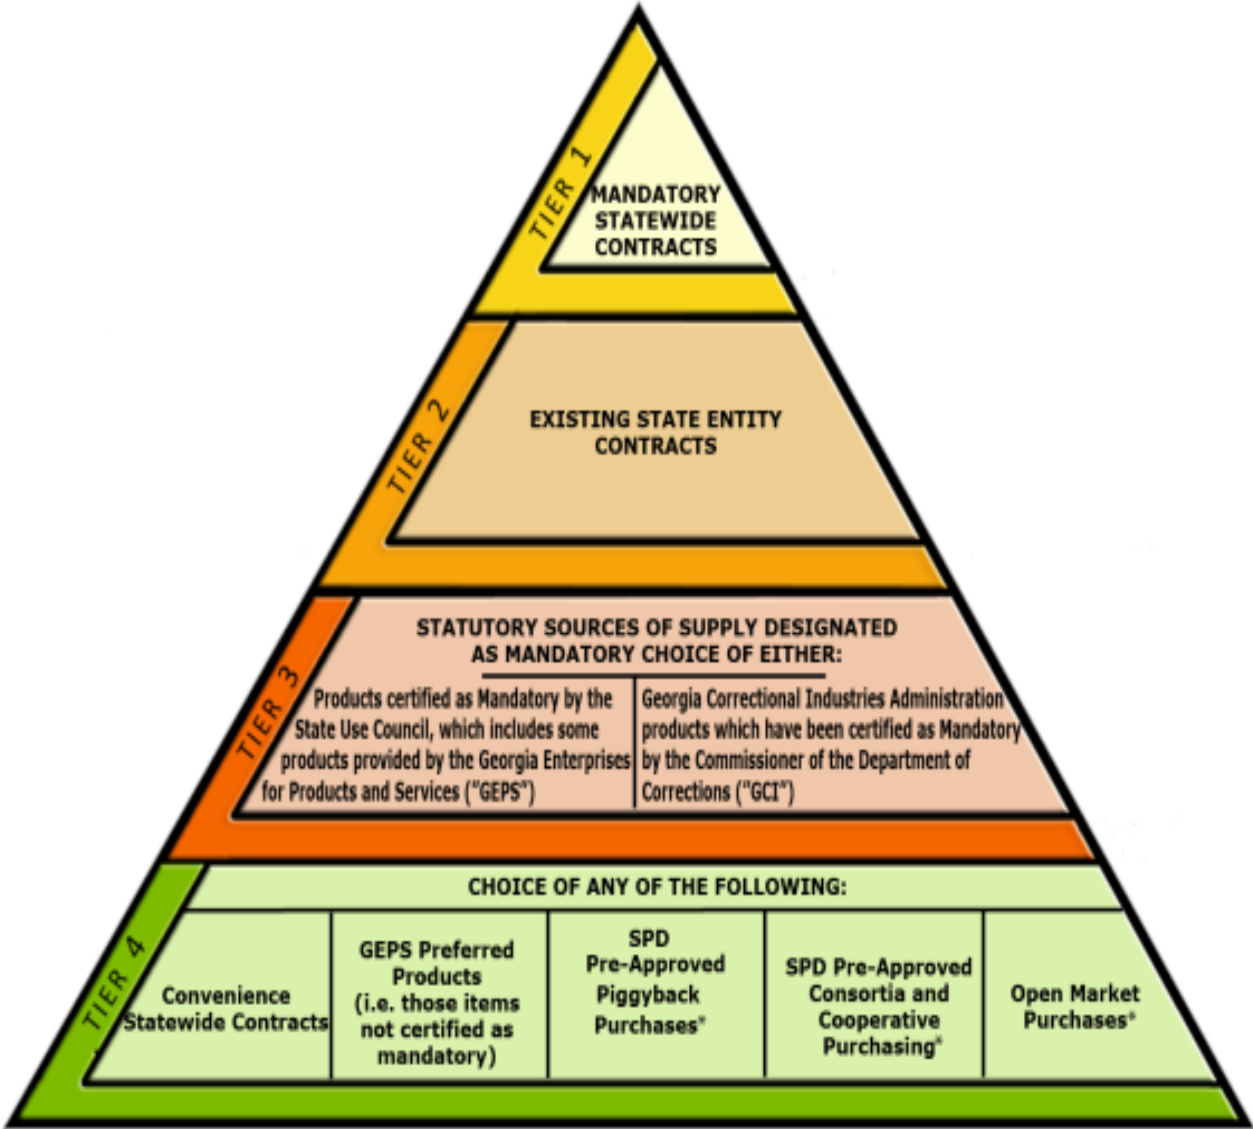 TIER 1
MANDATORY
STATEWIDE
CONTRACTS
TIER 2
EXISTING STATE ENTITY
CONTRACTS
TIER 3
STATUTORY SOURCES OF SUPPLY DESIGNATED
AS MANDATORY CHOICE OF EITHER:
Products certified as Mandatory by the
State Use Council, which includes some
products provided by the Georgia Enterprises
for Products and Services ("GEPS")
Georgia Correctional Industries Administration
products which have been certified as Mandatory
by the Commissioner of the Department of
Corrections ("GCI")
TIER 4
CHOICE OF ANY OF THE FOLLOWING:
Convenience
Statewide Contracts
GEPS Preferred
Products
(i.e. those items
not certified as
mandatory)
SPD
Pre-Approved
Piggyback
Purchases*
SPD Pre-Approved
Consortia and
Cooperative
Purchasing*
Open Market
Purchases*